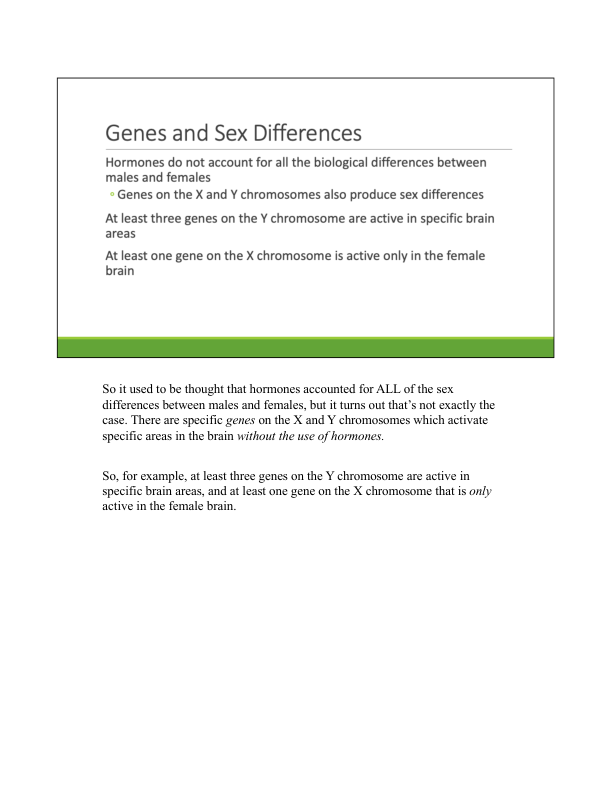 Genes and Sex Differences
Hormones do not account for all the biological differences between
males and females
◦ Genes on the X and Y chromosomes also produce sex differences
At least three genes on the Y chromosome are active in specific brain
areas
At least one gene on the X chromosome is active only in the female
brain
So it used to be thought that hormones accounted for ALL of the sex
differences between males and females, but it turns out that’s not exactly the
case. There are specific genes on the X and Y chromosomes which activate
specific areas in the brain without the use of hormones.
So, for example, at least three genes on the Y chromosome are active in
specific brain areas, and at least one gene on the X chromosome that is only
active in the female brain.